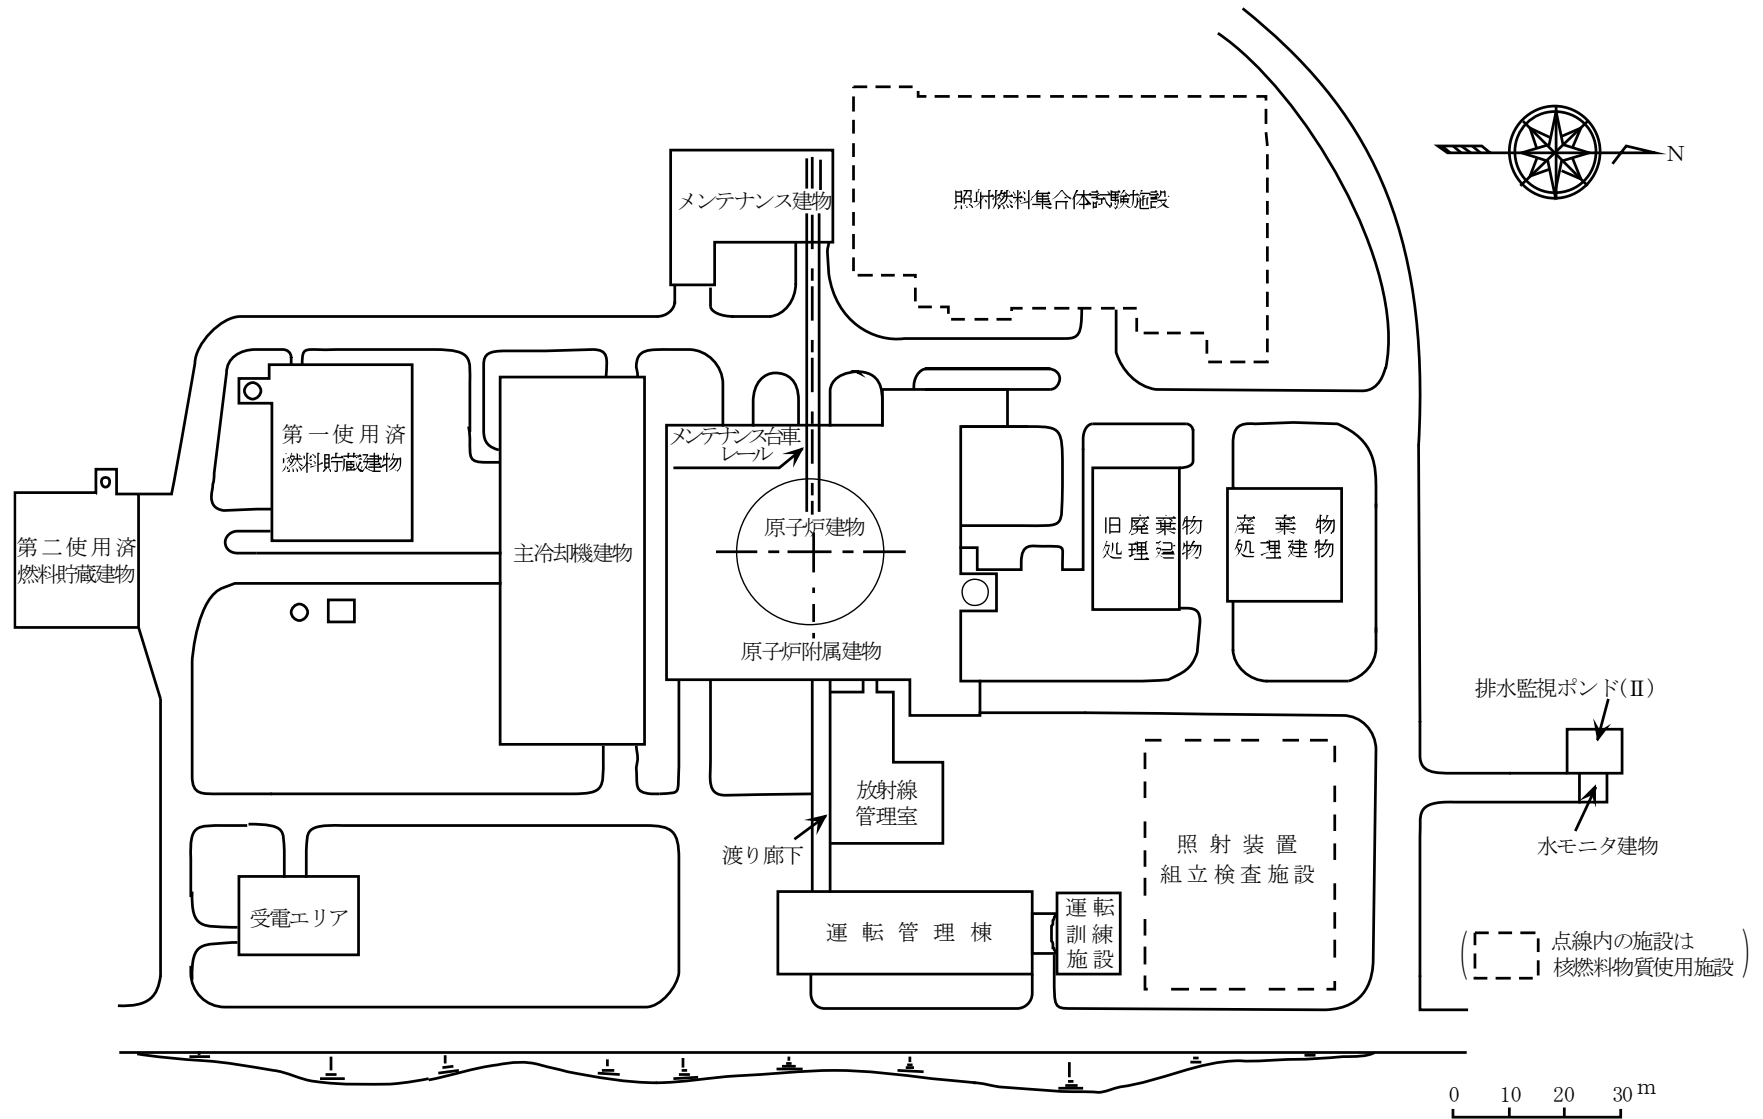 N
メンテナンス建物
照射燃料集合体試験施設
メンテナンス台車
レール
第一使用済
燃料貯蔵建物
第二使用済
燃料貯蔵建物
主冷却機建物
原子炉建物
原子炉附属建物
旧廃棄物
処理建物
廃棄物
処理建物
排水監視ポンド(Ⅱ)
水モニタ建物
放射線
管理室
渡り廊下
照射装置
組立検査施設
受電エリア
運転管理棟
運転
訓練
施設
点線内の施設は
核燃料物質使用施設
0 10 20 30 m